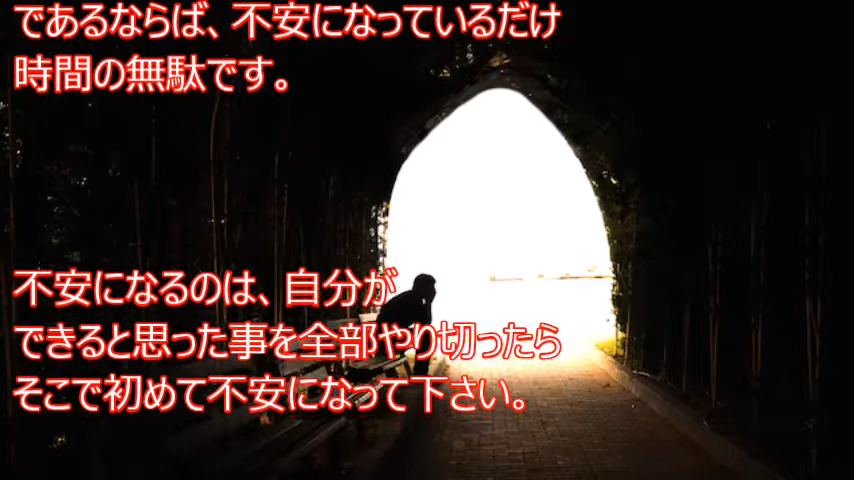 であるならば、不安になっているだけ
時間の無駄です。
不安になるのは、自分が
できると思った事を全部やり切ったら
そこで初めて不安になって下さい。